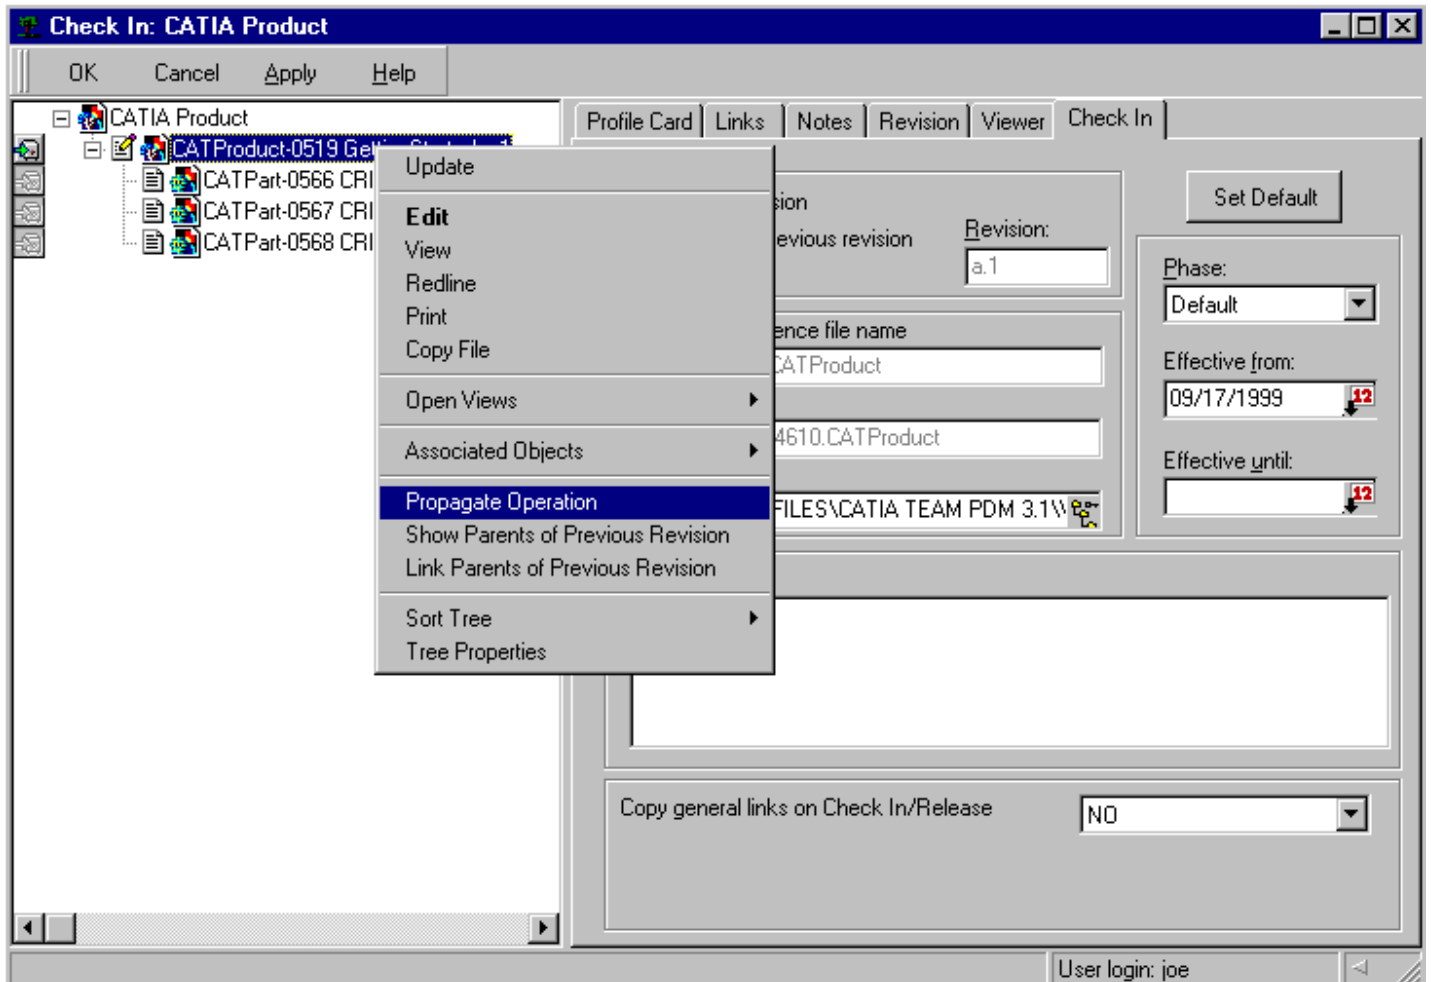 Check In: CATIA Product
OK Cancel Apply Help
CATIA Product
CATProduct-0519
CATPart-0566 CRI
CATPart-0567 CRI
CATPart-0568 CRI
Update
Edit
View
Redline
Print
Copy File
Open Views
Associated Objects
Propagate Operation
Show Parents of Previous Revision
Link Parents of Previous Revision
Sort Tree
Tree Properties
Profile Card Links Notes Revision Viewer Check In
sion
evious revision
Revision:
a.1
Set Default
ence file name
CATProduct
4610.CATProduct
FILES\CATIA TEAM PDM 3.1\\
Phase:
Default
Effective from:
09/17/1999 12
Effective until:
12
Copy general links on Check In/Release NO
User login: joe